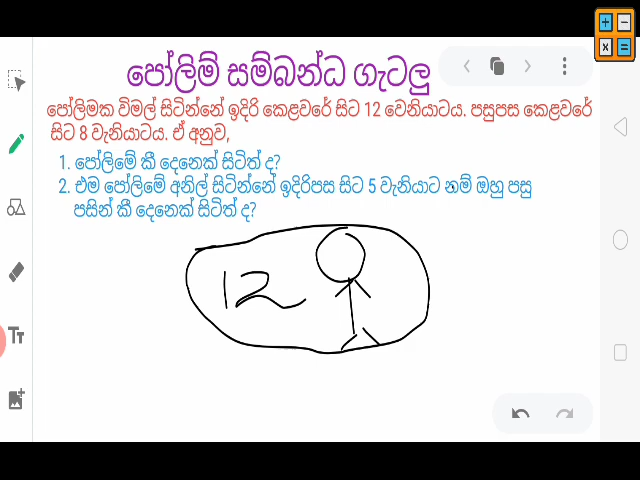 පෝලිම් සම්බන්ධ ගැටලු
පෝලිමක විමල් සිටින්නේ ඉදිරි කෙළවරේ සිට 12 වෙනියාටය. පසුපස කෙළවරේ
සිට 8 වැනියාටය. ඒ අනුව,
1. පෝලිමේ කී දෙනෙක් සිටිත් ද?
2. එම පෝලිමේ අනිල් සිටින්නේ ඉදිරිපස සිට 5 වැනියාට නම් ඔහු පසු
පසින් කී දෙනෙක් සිටිත් ද?
12
Tт